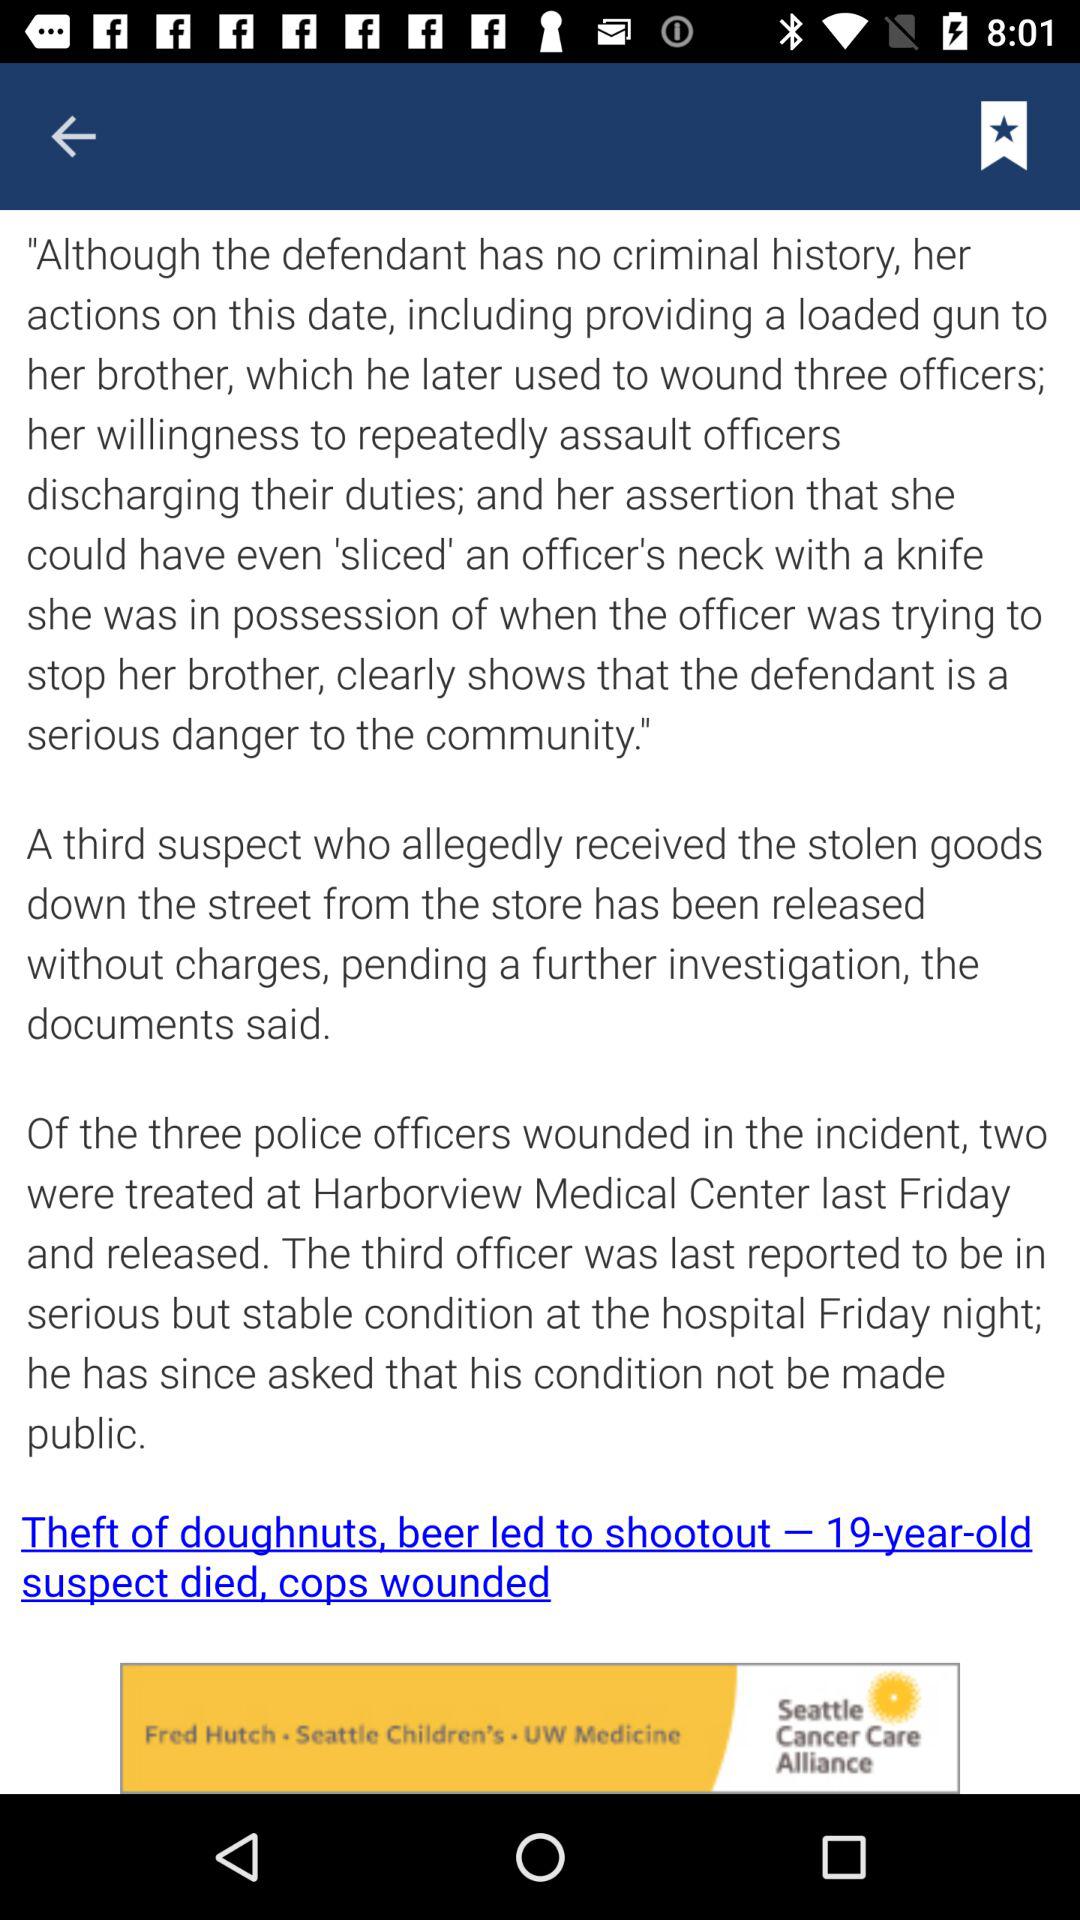 8:01
"Although the defendant has no criminal history, her
actions on this date, including providing a loaded gun to
her brother, which he later used to wound three officers;
her willingness to repeatedly assault officers
discharging their duties; and her assertion that she
could have even 'sliced' an officer's neck with a knife
she was in possession of when the officer was trying to
stop her brother, clearly shows that the defendant is a
serious danger to the community."
A third suspect who allegedly received the stolen goods
down the street from the store has been released
without charges, pending a further investigation, the
documents said.
Of the three police officers wounded in the incident, two
were treated at Harborview Medical Center last Friday
and released. The third officer was last reported to be in
serious but stable condition at the hospital Friday night;
he has since asked that his condition not be made
public.
Theft of doughnuts, beer led to shootout — 19-year-old
suspect died, cops wounded
Fred Hutch • Seattle Children's • UW Medicine
Seattle
Cancer Care
Alliance